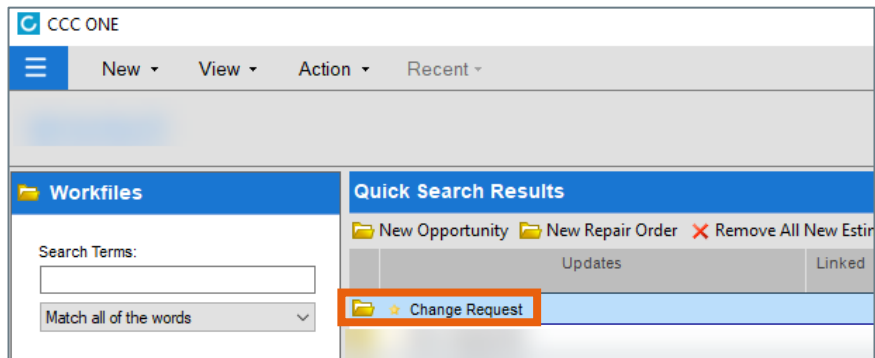 CCC ONE
New View Action Recent
Workfiles
Quick Search Results
New Opportunity New Repair Order Remove All New Estin
Search Terms:
Updates Linked
Match all of the words
Change Request